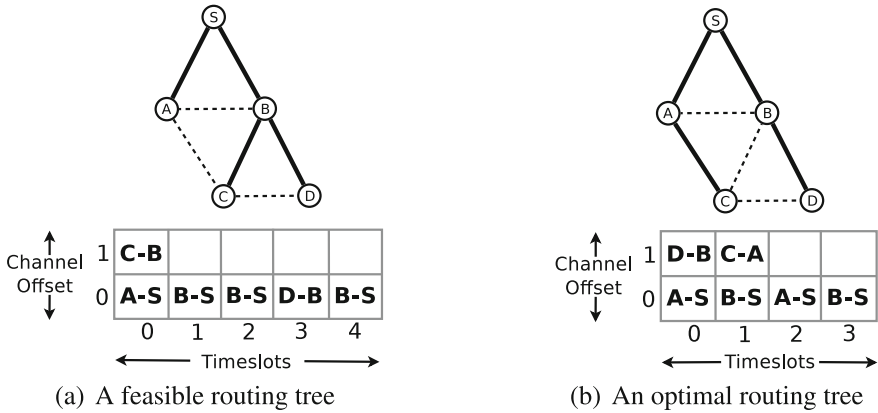 S
A
B
C
D
Channel
Offset
1
C-B
0
A-S
B-S
B-S
D-B
B-S
0
1
2
3
4
Timeslots
(a) A feasible routing tree
S
A
B
C
D
Channel
Offset
1
D-B
C-A
0
A-S
B-S
A-S
B-S
0
1
2
3
Timeslots
(b) An optimal routing tree